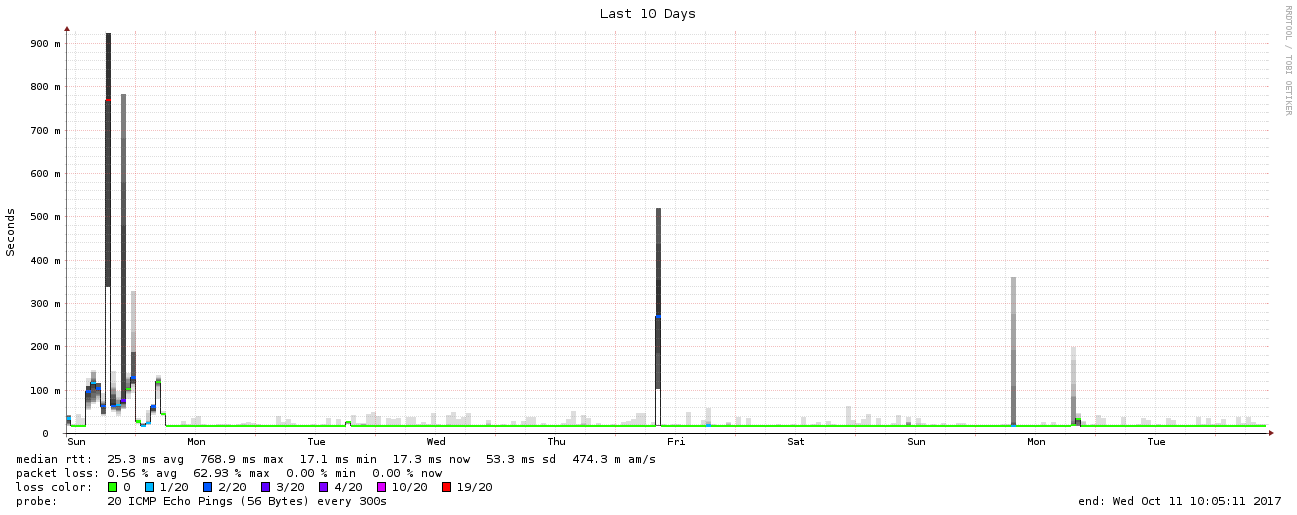 Last 10 Days
RRDTOOL / TOBI OETIKER
Seconds
900 m
800 m
700 m
600 m
500 m
400 m
300 m
200 m
100 m
0
Sun Mon Tue Wed Thu Fri Sat Sun Mon Tue
median rtt: 25.3 ms avg 768.9 ms max 17.1 ms min 17.3 ms now 53.3 ms sd 474.3 m am/s
packet loss: 0.56 % avg 62.93 % max 0.00 % min 0.00 % now
loss color: 0 1/20 2/20 3/20 4/20 10/20 19/20
probe: 20 ICMP Echo Pings (56 Bytes) every 300s end: Wed Oct 11 10:05:11 2017